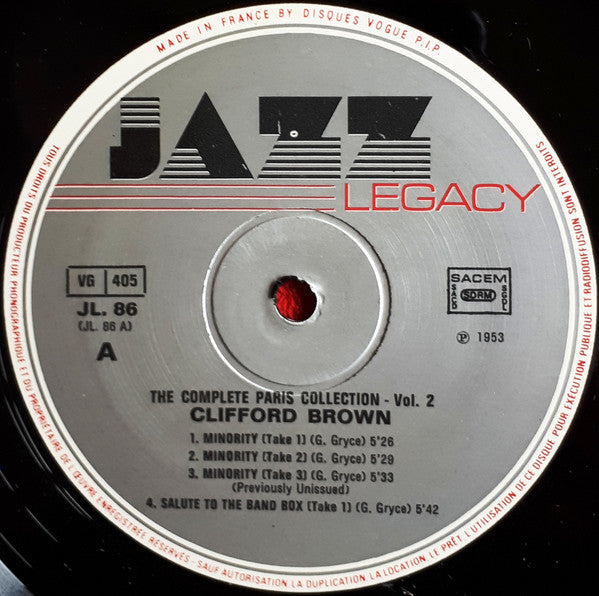 MADE IN FRANCE BY DISQUES VOGUE P.I.P.
JAZZ
LEGACY
VG 405
JL. 86
(JL. 86 A)
A
SACEM
SACD
SDRM
SGDL
℗ 1953
THE COMPLETE PARIS COLLECTION - Vol. 2
CLIFFORD BROWN
1. MINORITY (Take 1) (G. Gryce) 5'26
2. MINORITY (Take 2) (G. Gryce) 5'29
3. MINORITY (Take 3) (G. Gryce) 5'33
(Previously Unissued)
4. SALUTE TO THE BAND BOX (Take 1) (G. Gryce) 5'42
TOUS DROITS DU PRODUCTEUR PHONOGRAPHIQUE ET DU PROPRIETAIRE DE L'ŒUVRE ENREGISTREE RÉSERVÉS - SAUF AUTORISATION LA DUPLICATION LA LOCATION LE PRÊT L'UTILISATION DE CE DISQUE POUR EXÉCUTION PUBLIQUE ET RADIODIFFUSION SONT INTERDITS